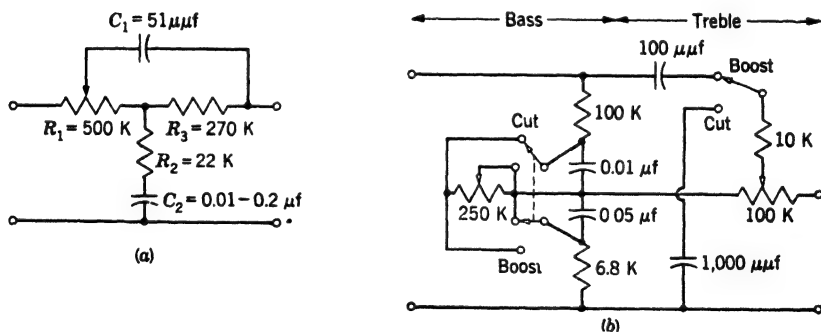 C₁ = 51 μμf
R₁ = 500 K
R₃ = 270 K
R₂ = 22 K
C₂ = 0.01 – 0.2 μf
(a)
Bass
Treble
100 μμf
Boost
100 K
Cut
Cut
10 K
0.01 μf
250 K
0 05 μf
100 K
Boosı
6.8 K
1,000 μμf
(b)